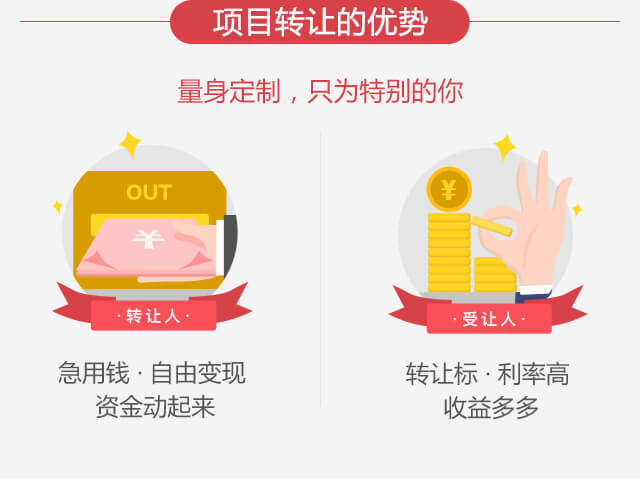 项目转让的优势
量身定制，只为特别的你
OUT
·转让人·
急用钱·自由变现
资金动起来
¥
·受让人·
转让标·利率高
收益多多